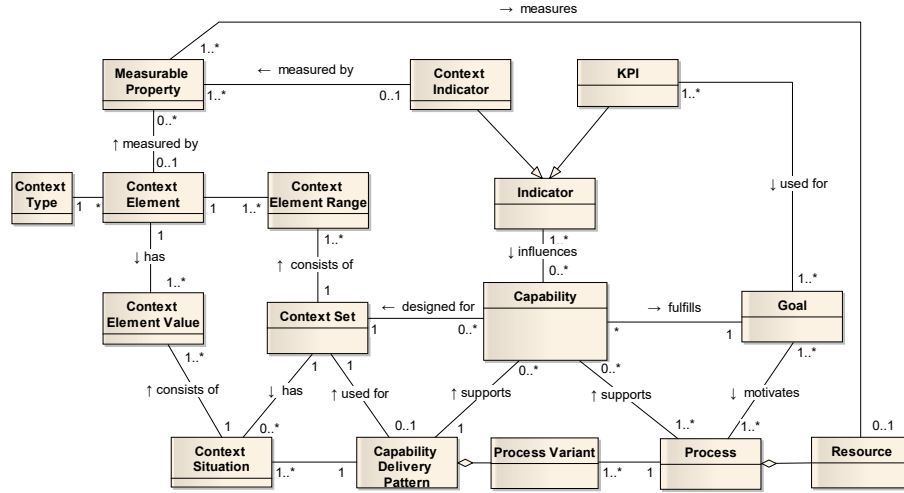 → measures
1..*
Measurable
Property
1..*
← measured by
0..1
Context
Indicator
KPI
1..*
0..*
↑ measured by
0..1
↓ used for
Context
Type
1
*
Context
Element
1
1..*
Context
Element Range
Indicator
1
↓ has
1..*
1..*
↑ consists of
1
1..*
↓ influences
0..*
1..*
Context
Element Value
1..*
Context Set
1
← designed for
0..*
Capability
*
→ fulfills
1
Goal
1..*
↑ consists of
1
1
↓ has
0..*
1
↑ used for
0..1
0..*
↑ supports
1
0..*
↑ supports
1..*
↓ motivates
1..*
0..1
Context
Situation
1..*
1
Capability
Delivery
Pattern
Process Variant
1..*
1
Process
Resource